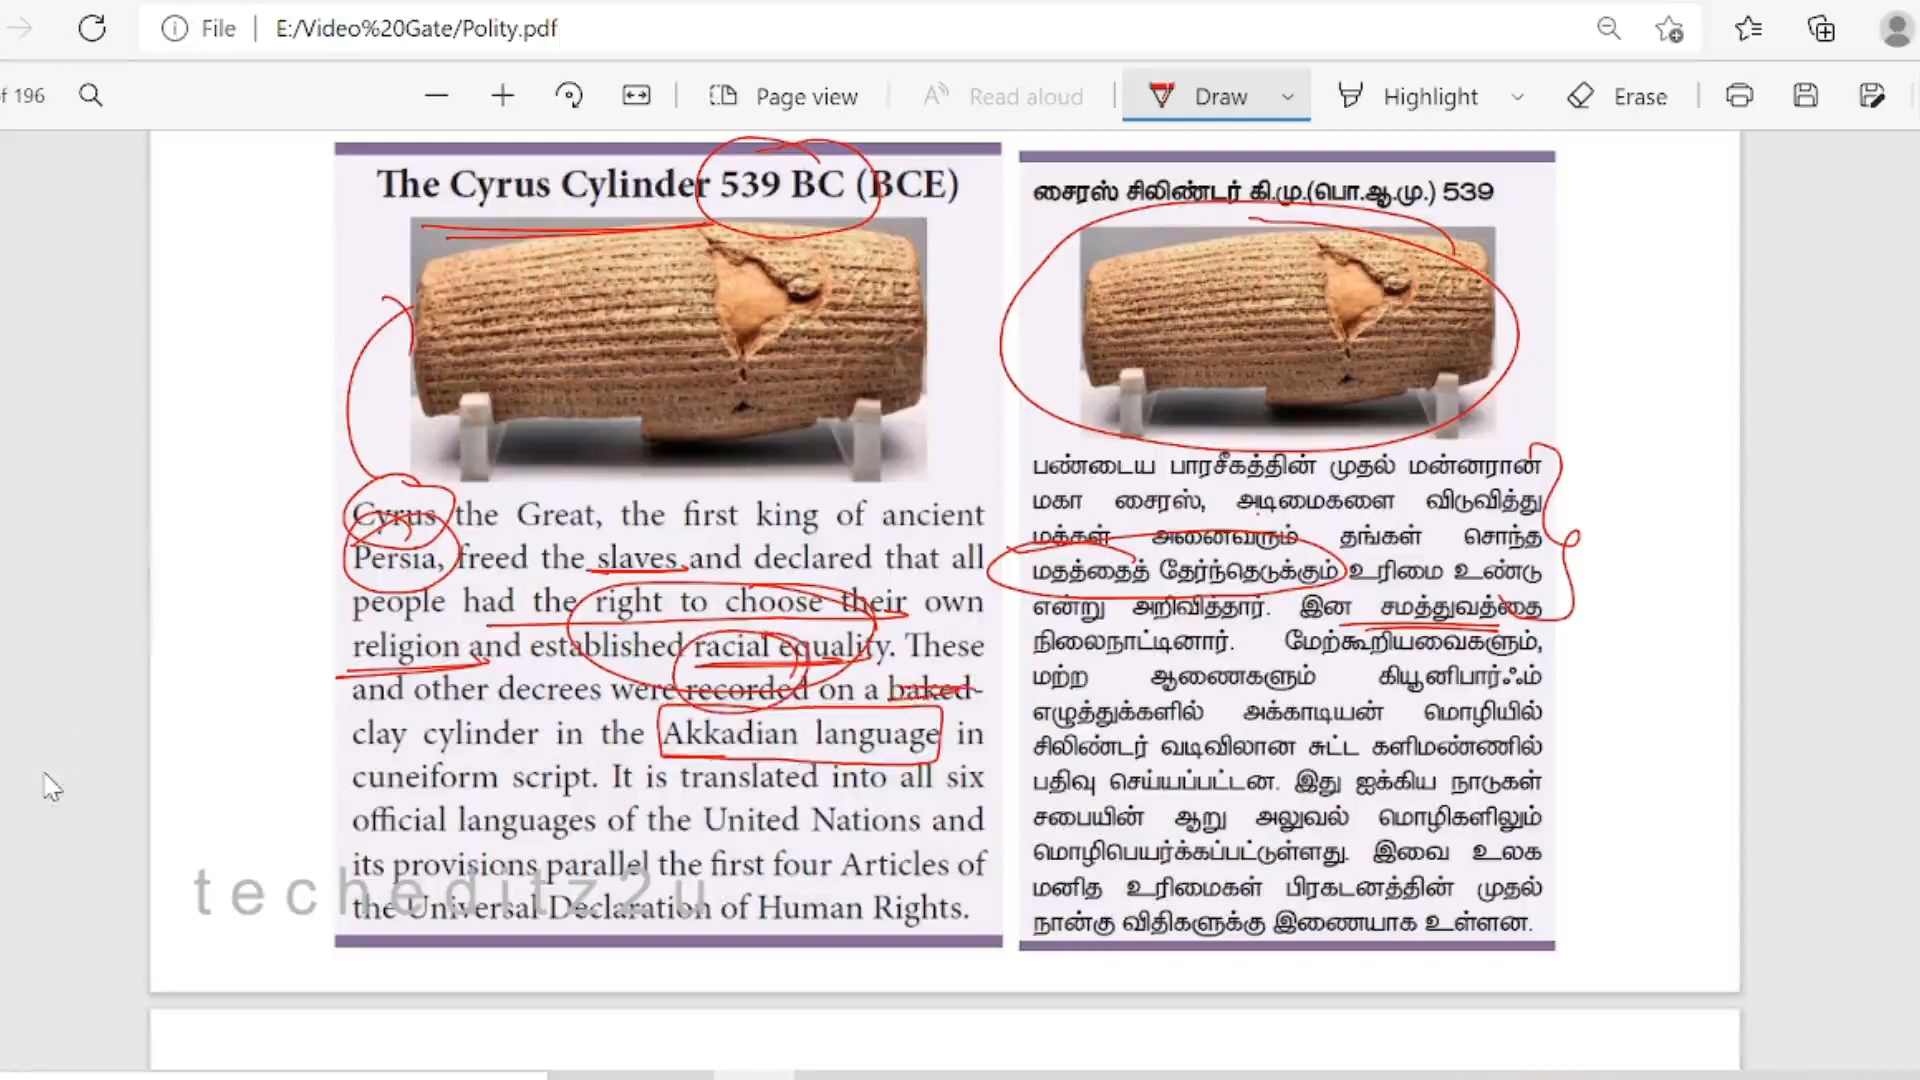 File
E:/Video%20Gate/Polity.pdf
f 196
Page view
Read aloud
Draw
Highlight
Erase
The Cyrus Cylinder 539 BC (BCE)
Cyrus the Great, the first king of ancient
Persia, freed the slaves and declared that all
people had the right to choose their own
religion and established racial equality. These
and other decrees were recorded on a baked-
clay cylinder in the Akkadian language in
cuneiform script. It is translated into all six
official languages of the United Nations and
its provisions parallel the first four Articles of
the Universal Declaration of Human Rights.
techeditz2u
சைரஸ் சிலிண்டர் கி.மு.(பொ.ஆ.மு.) 539
பண்டைய பாரசீகத்தின் முதல் மன்னரான
மகா சைரஸ், அடிமைகளை விடுவித்து
மக்கள் அனைவரும் தங்கள் சொந்த
மதத்தைத் தேர்ந்தெடுக்கும் உரிமை உண்டு
என்று அறிவித்தார். இன சமத்துவத்தை
நிலைநாட்டினார். மேற்கூறியவைகளும்,
மற்ற ஆணைகளும் கியூனிபார்ஃம்
எழுத்துக்களில் அக்காடியன் மொழியில்
சிலிண்டர் வடிவிலான சுட்ட களிமண்ணில்
பதிவு செய்யப்பட்டன. இது ஐக்கிய நாடுகள்
சபையின் ஆறு அலுவல் மொழிகளிலும்
மொழிபெயர்க்கப்பட்டுள்ளது. இவை உலக
மனித உரிமைகள் பிரகடனத்தின் முதல்
நான்கு விதிகளுக்கு இணையாக உள்ளன.